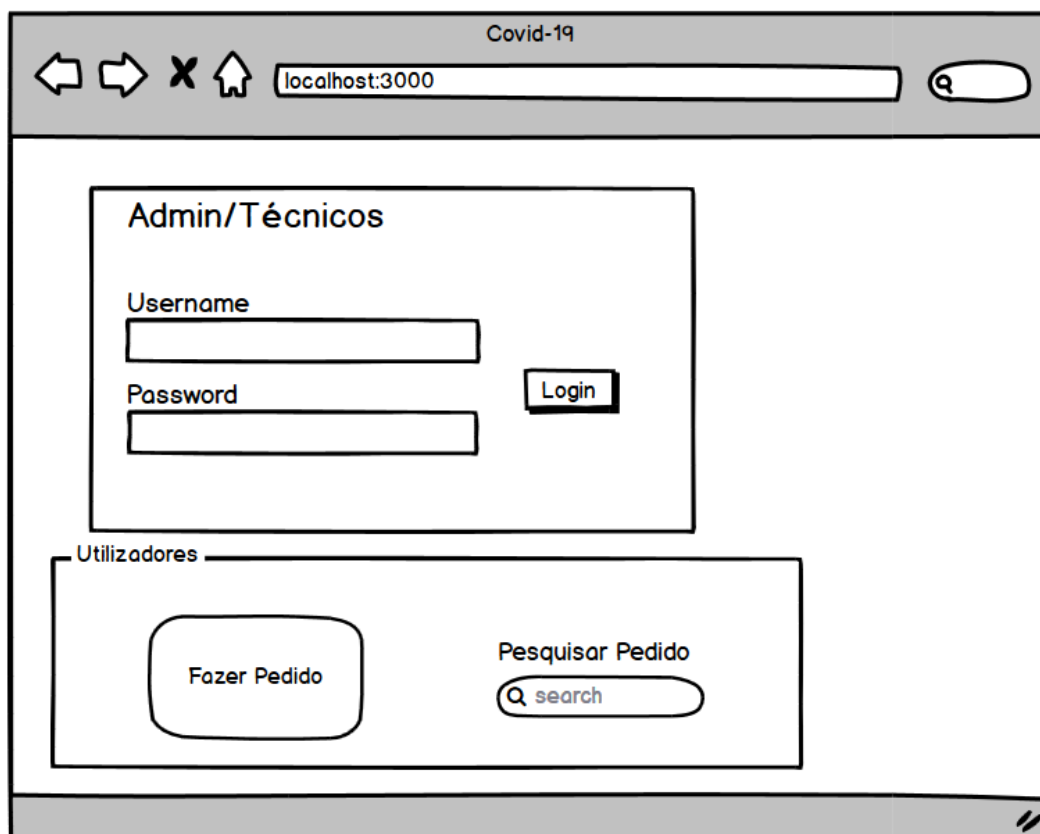 Covid-19
localhost:3000
Admin/Técnicos
Username
Password
Login
Utilizadores
Fazer Pedido
Pesquisar Pedido
search